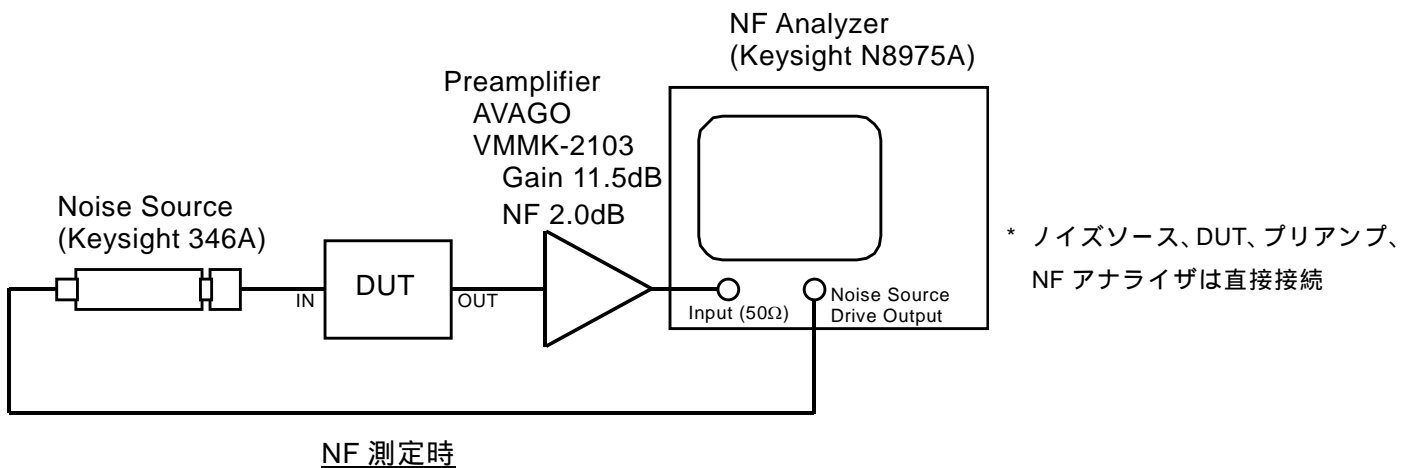 NF Analyzer
(Keysight N8975A)
Preamplifier
AVAGO
VMMK-2103
Gain 11.5dB
NF 2.0dB
Noise Source
(Keysight 346A)
IN
DUT
OUT
Input (50Ω)
Noise Source
Drive Output
* ノイズソース、DUT、プリアンプ、
NF アナライザは直接接続
NF 測定時